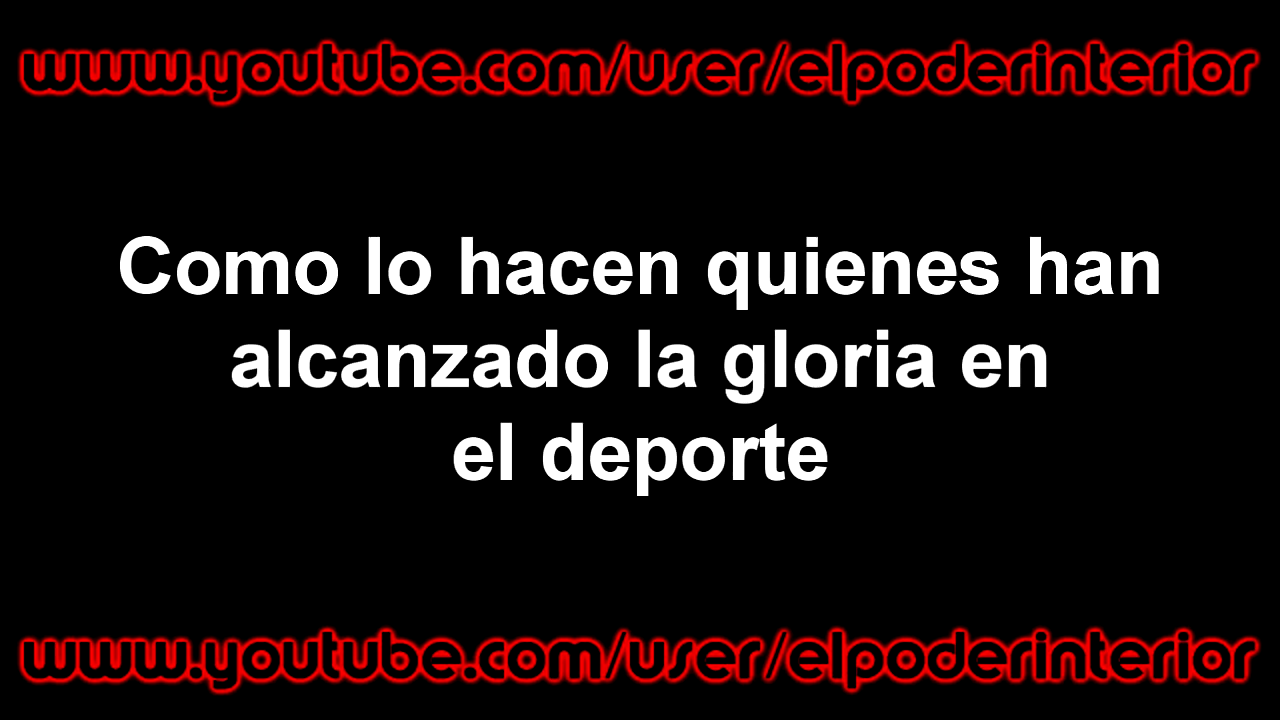 www.youtube.com/user/elpoderinterior
Como lo hacen quienes han
alcanzado la gloria en
el deporte
www.youtube.com/user/elpoderinterior